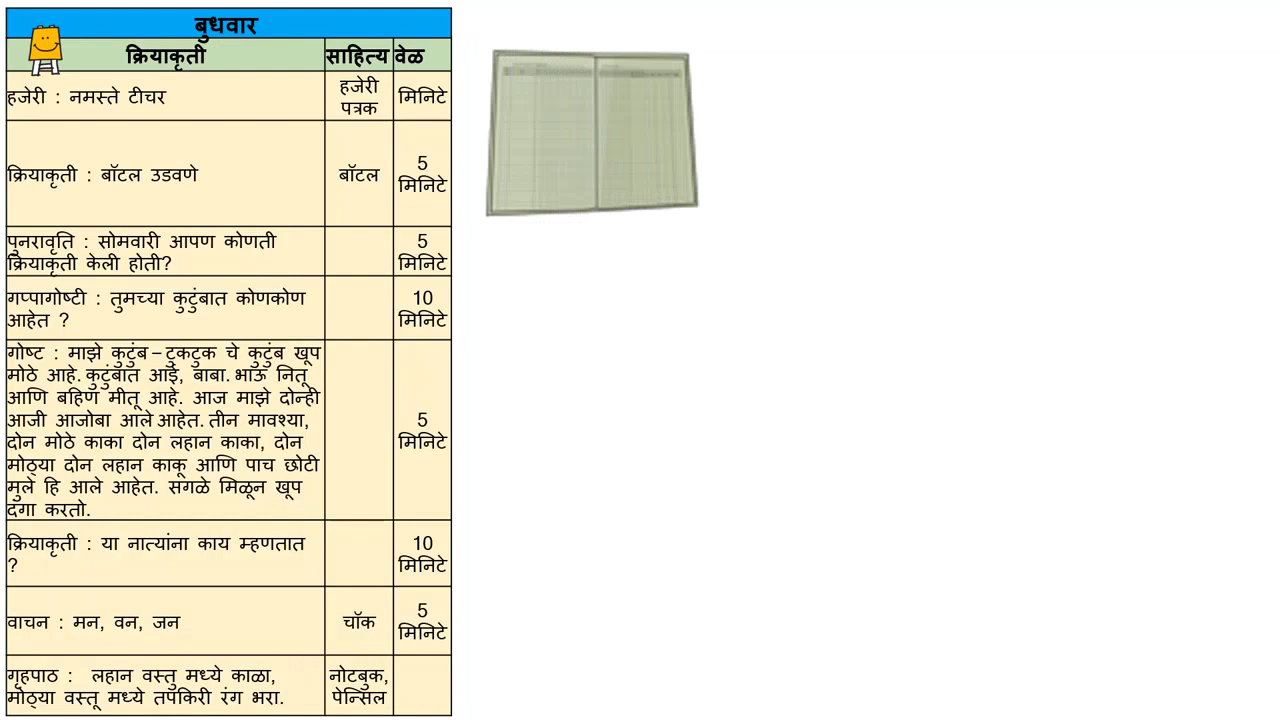 बुधवार
क्रियाकृती साहित्य वेळ
हजेरी : नमस्ते टीचर
हजेरी
पत्रक
मिनिटे
क्रियाकृती : बॉटल उडवणे
बॉटल
5
मिनिटे
पुनरावृति : सोमवारी आपण कोणती
क्रियाकृती केली होती?
5
मिनिटे
गप्पागोष्टी : तुमच्या कुटुंबात कोणकोण
आहेत ?
10
मिनिटे
गोष्ट : माझे कुटुंब – टुकटुक चे कुटुंब खूप
मोठे आहे. कुटुंबात आई, बाबा. भाऊ नितू
आणि बहिण मीतू आहे. आज माझे दोन्ही
आजी आजोबा आले आहेत. तीन मावश्या,
दोन मोठे काका दोन लहान काका, दोन
मोठ्या दोन लहान काकू आणि पाच छोटी
मुले हि आले आहेत. सगळे मिळून खूप
दंगा करतो.
5
मिनिटे
क्रियाकृती : या नात्यांना काय म्हणतात
?
10
मिनिटे
वाचन : मन, वन, जन
चॉक
5
मिनिटे
गृहपाठ : लहान वस्तु मध्ये काळा,
मोठ्या वस्तू मध्ये तपकिरी रंग भरा.
नोटबुक,
पेन्सिल